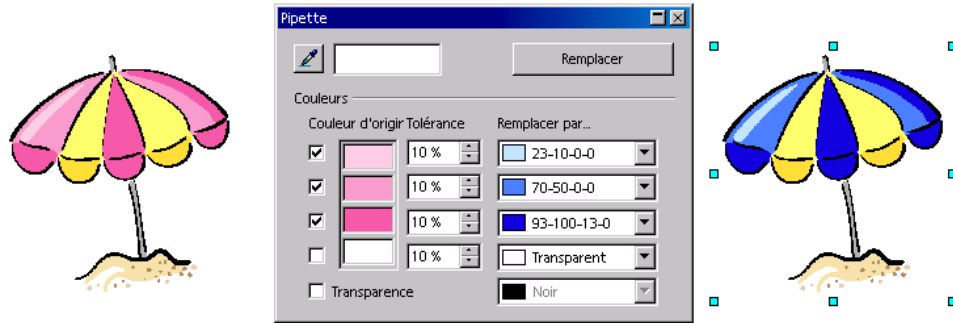 Pipette
Remplacer
Couleurs
Couleur d'origir Tolérance Remplacer par...
10 % 23-10-0-0
10 % 70-50-0-0
10 % 93-100-13-0
10 % Transparent
Transparence Noir